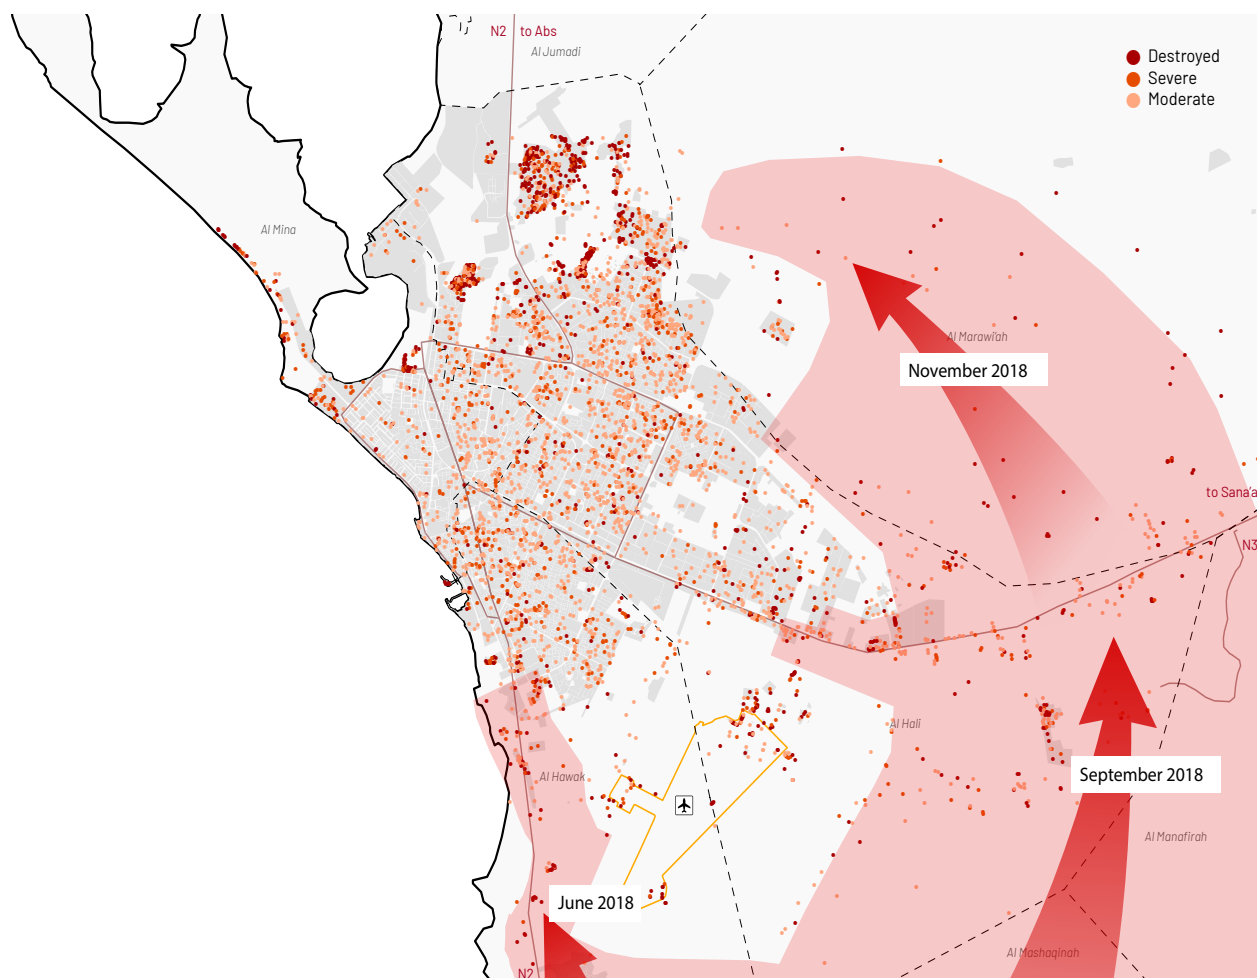 N2 to Abs
Al Jumadi
Destroyed
Severe
Moderate
Al Mina
Al Marawi'ah
November 2018
to Sana'a
N3
Al Hali
Al Hawak
September 2018
Al Manafirah
June 2018
Al Mashaqinah
N2